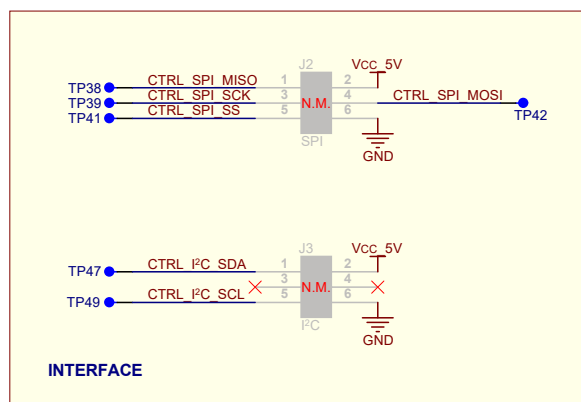 J2
TP38 CTRL_SPI_MISO 1 2 VCC_5V
TP39 CTRL_SPI_SCK 3 N.M. 4 CTRL_SPI_MOSI
TP41 CTRL_SPI_SS 5 6 TP42
SPI
GND
J3
TP47 CTRL_I²C_SDA 1 2 VCC_5V
3 N.M. 4
TP49 CTRL_I²C_SCL 5 6
I²C
GND
INTERFACE